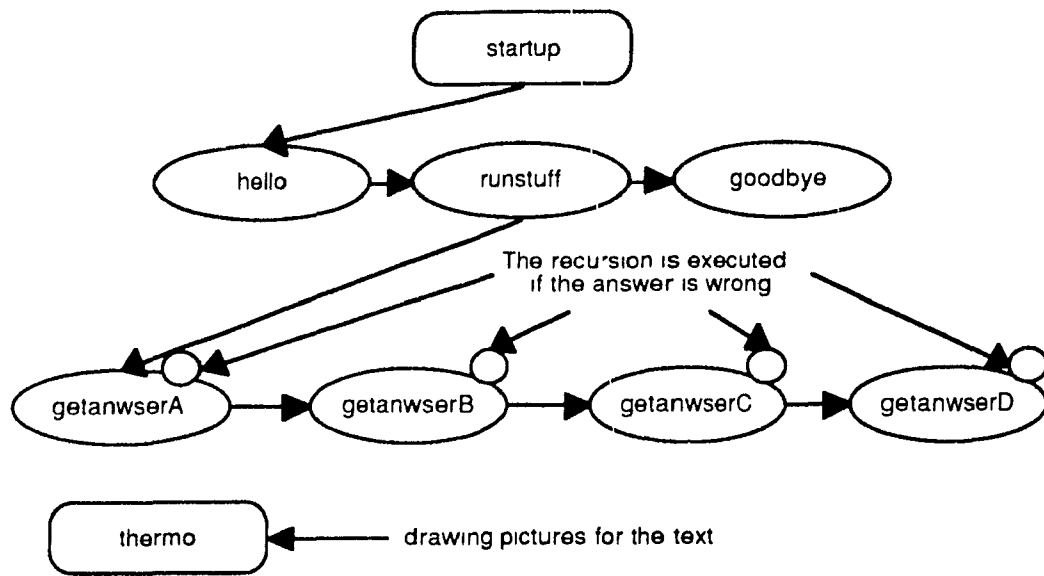 startup
hello
runstuff
goodbye
The recursion is executed
if the answer is wrong
getanwserA
getanwserB
getanwserC
getanwserD
thermo
drawing pictures for the text